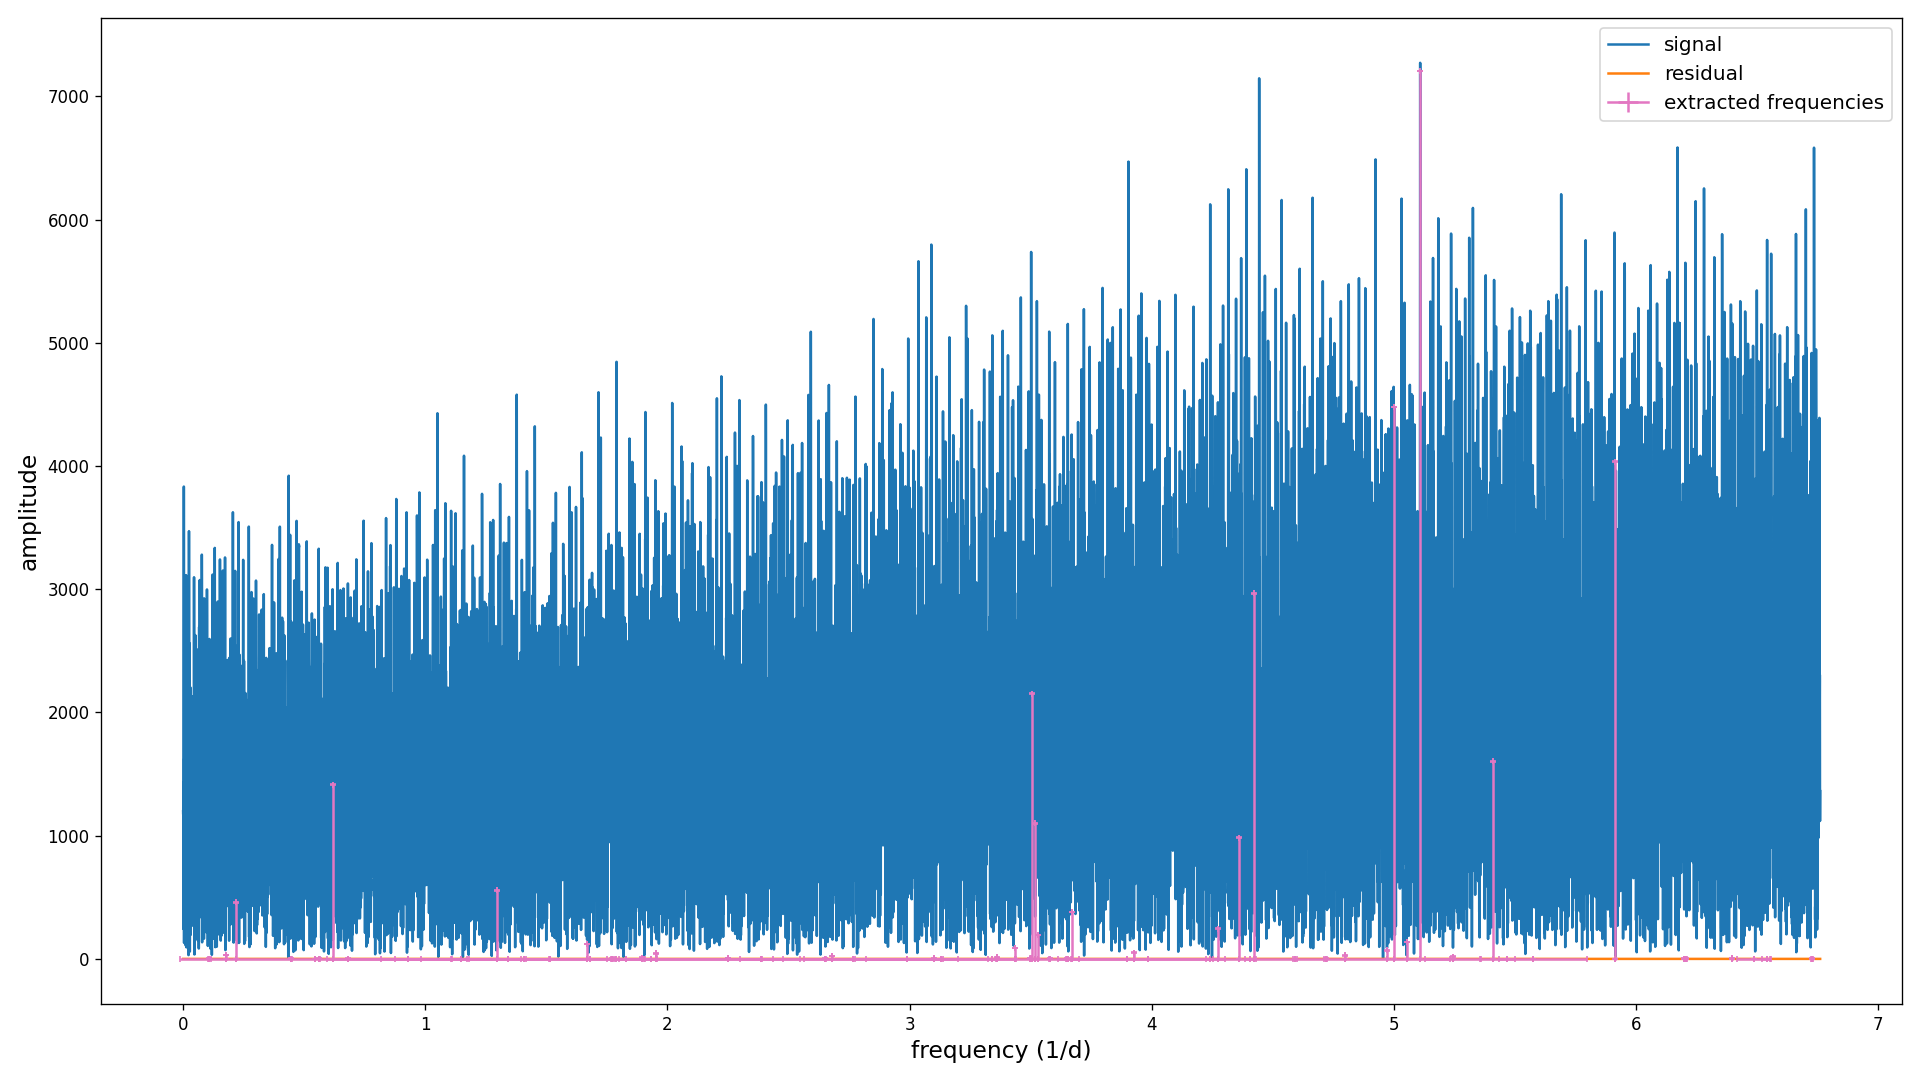 signal
residual
extracted frequencies
amplitude
7000
6000
5000
4000
3000
2000
1000
0
0 1 2 3 4 5 6 7
frequency (1/d)